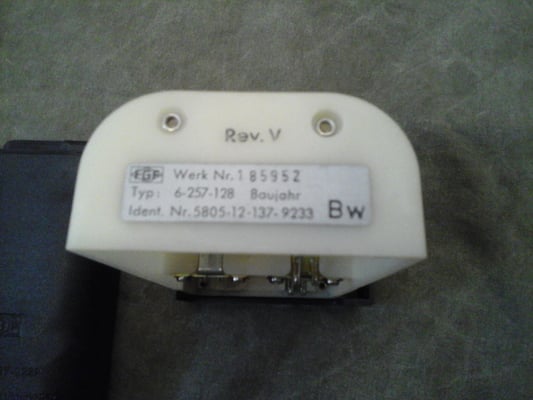 Rev. V
FGF Werk Nr. 185952
Typ: 6-257-128 Baujahr
Ident. Nr. 5805-12-137-9233 Bw